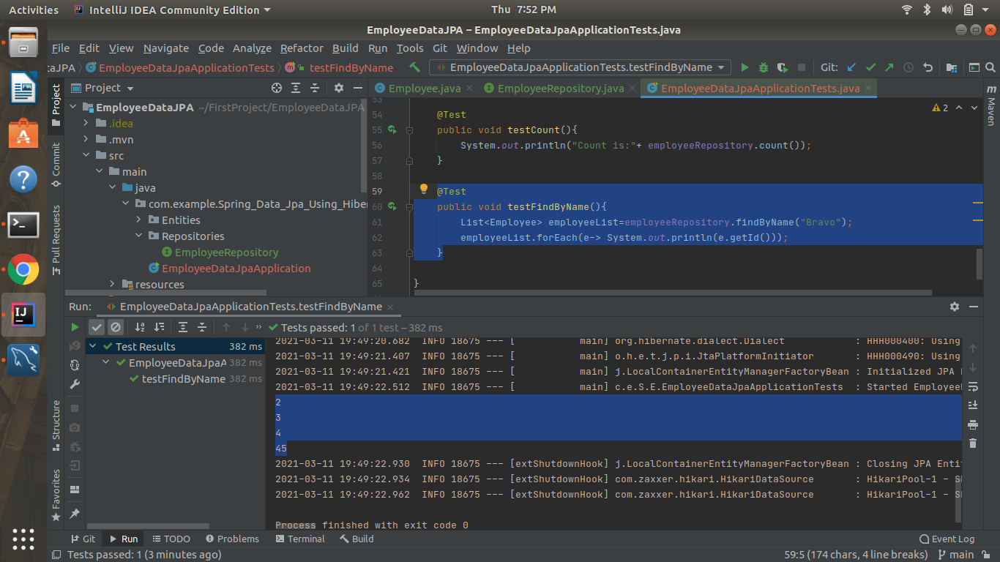 Activities IntelliJ IDEA Community Edition Thu 7:52 PM
EmployeeDataJPA – EmployeeDataJpaApplicationTests.java
File Edit View Navigate Code Analyze Refactor Build Run Tools Git Window Help
taJPA EmployeeDataJpaApplicationTests testFindByName EmployeeDataJpaApplicationTests.testFindByName Git:
Project
Employee.java EmployeeRepository.java EmployeeDataJpaApplicationTests.java
EmployeeDataJPA ~/FirstProject/EmployeeDataJPA
.idea
.mvn
src
main
java
com.example.Spring_Data_Jpa_Using_Hiber
Entities
Repositories
EmployeeRepository
EmployeeDataJpaApplication
resources
53
54 @Test
55 public void testCount(){
56 System.out.println("Count is:"+ employeeRepository.count());
57 }
58
59 @Test
60 public void testFindByName(){
61 List<Employee> employeeList=employeeRepository.findByName("Bravo");
62 employeeList.forEach(e-> System.out.println(e.getId()));
63 }
64
65 }
2
Project
Commit
Pull Requests
Structure
Favorites
m
Maven
Run: EmployeeDataJpaApplicationTests.testFindByName
Tests passed: 1 of 1 test – 382 ms
Test Results 382 ms
EmployeeDataJpaA 382 ms
testFindByName 382 ms
2021-03-11 19:49:20.682 INFO 18675 --- [ main] org.hibernate.dialect.Dialect : HHH000400: Using
2021-03-11 19:49:21.407 INFO 18675 --- [ main] o.h.e.t.j.p.i.JtaPlatformInitiator : HHH000490: Using
2021-03-11 19:49:21.421 INFO 18675 --- [ main] j.LocalContainerEntityManagerFactoryBean : Initialized JPA
2021-03-11 19:49:22.512 INFO 18675 --- [ main] c.e.S.E.EmployeeDataJpaApplicationTests : Started Employee
2
3
4
45
2021-03-11 19:49:22.930 INFO 18675 --- [extShutdownHook] j.LocalContainerEntityManagerFactoryBean : Closing JPA Enti
2021-03-11 19:49:22.934 INFO 18675 --- [extShutdownHook] com.zaxxer.hikari.HikariDataSource : HikariPool-1 -
2021-03-11 19:49:22.962 INFO 18675 --- [extShutdownHook] com.zaxxer.hikari.HikariDataSource : HikariPool-1 -
Process finished with exit code 0
Git Run TODO Problems Terminal Build Event Log
Tests passed: 1 (3 minutes ago) 59:5 (174 chars, 4 line breaks) main